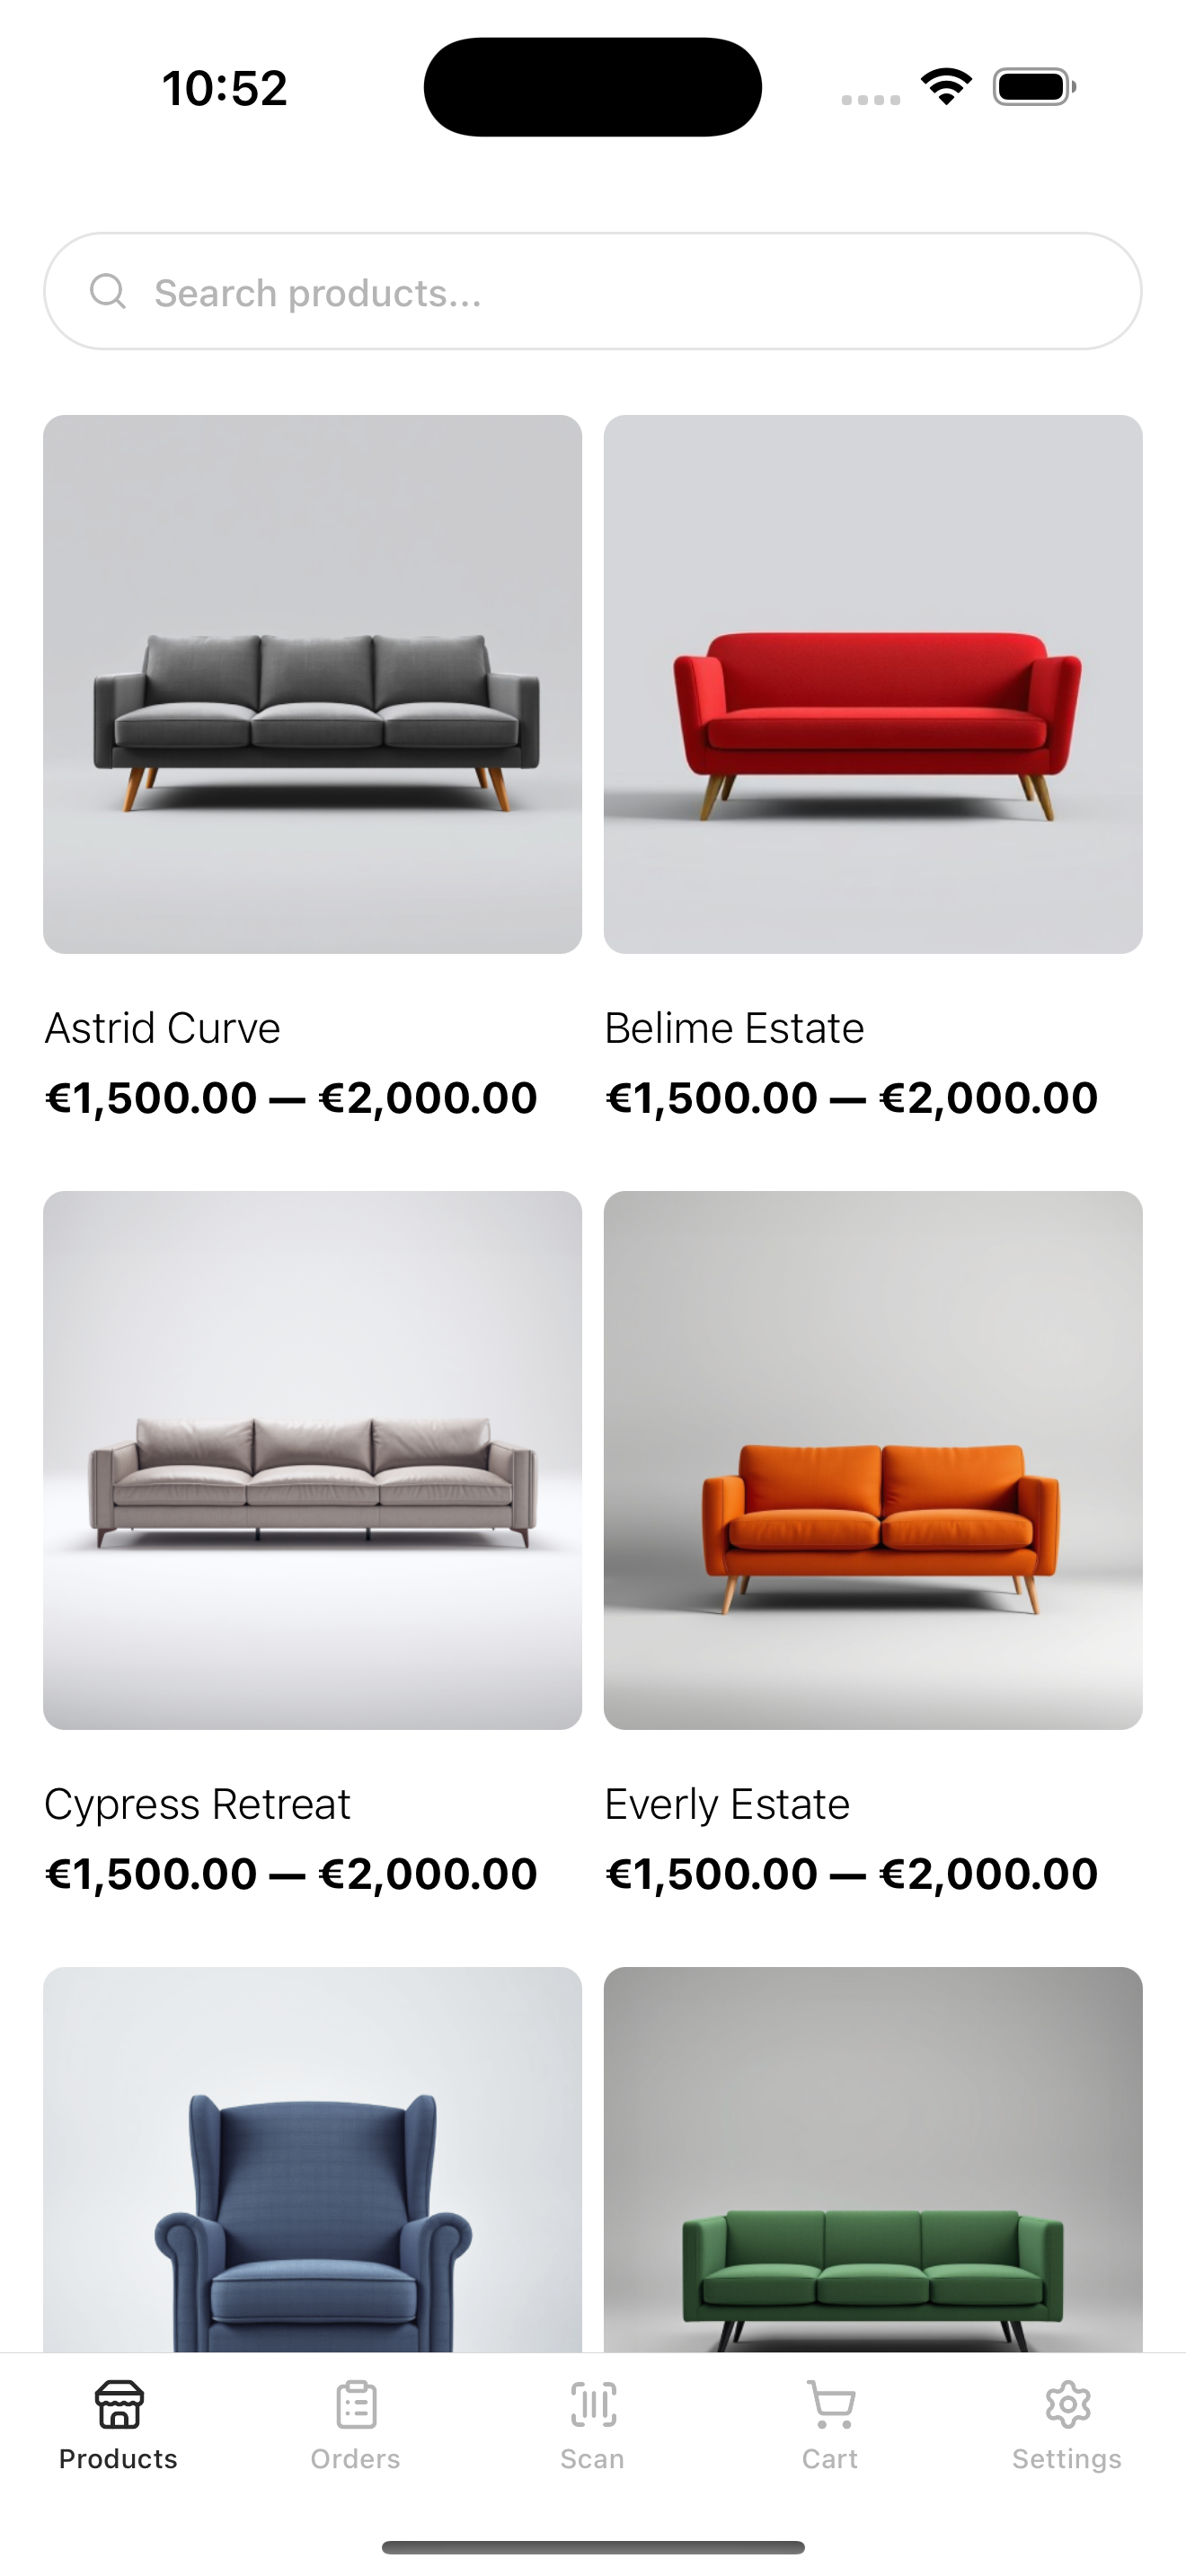 10:52
Search products...
Astrid Curve
€1,500.00 — €2,000.00
Belime Estate
€1,500.00 — €2,000.00
Cypress Retreat
€1,500.00 — €2,000.00
Everly Estate
€1,500.00 — €2,000.00
Products
Orders
Scan
Cart
Settings